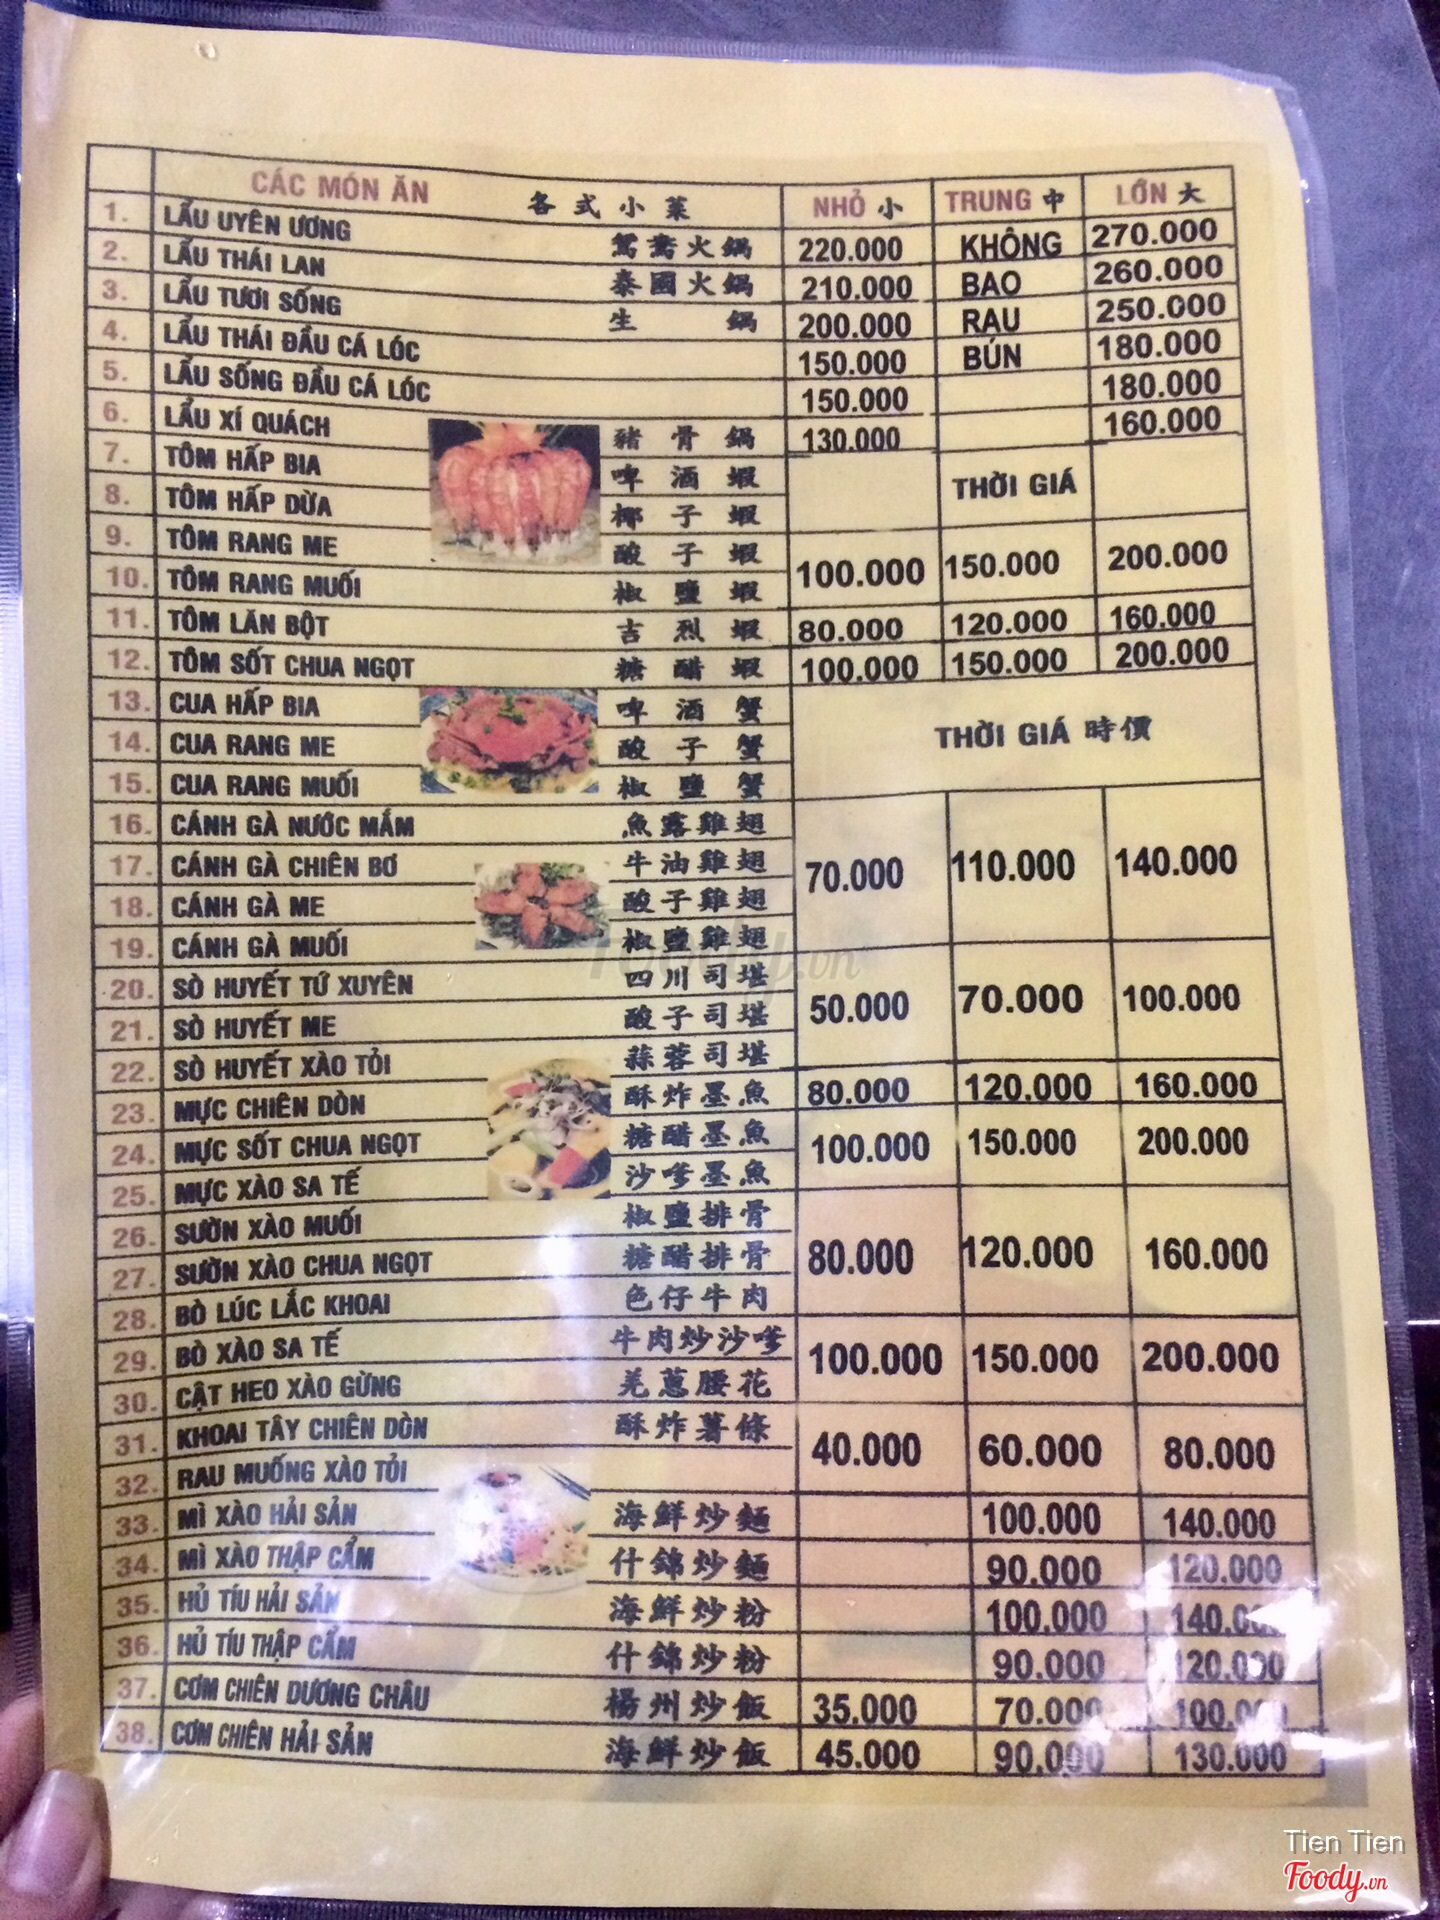 CÁC MÓN ĂN 各式小菜 NHỎ 小 TRUNG 中 LỚN 大
1. LẨU UYÊN ƯƠNG 鴛鴦火鍋 220.000 KHÔNG 270.000
2. LẨU THÁI LAN 泰國火鍋 210.000 BAO 260.000
3. LẨU TƯƠI SỐNG 生鍋 200.000 RAU 250.000
4. LẨU THÁI ĐẦU CÁ LÓC 150.000 BÚN 180.000
5. LẨU SỐNG ĐẦU CÁ LÓC 150.000 180.000
6. LẨU XÍ QUÁCH 豬骨鍋 130.000 160.000
7. TÔM HẤP BIA 啤酒蝦 THỜI GIÁ
8. TÔM HẤP DỪA 椰子蝦
9. TÔM RANG ME 酸子蝦 100.000 150.000 200.000
10. TÔM RANG MUỐI 椒鹽蝦
11. TÔM LĂN BỘT 吉烈蝦 80.000 120.000 160.000
12. TÔM SỐT CHUA NGỌT 糖醋蝦 100.000 150.000 200.000
13. CUA HẤP BIA 啤酒蟹 THỜI GIÁ 時價
14. CUA RANG ME 酸子蟹
15. CUA RANG MUỐI 椒鹽蟹
16. CÁNH GÀ NƯỚC MẮM 魚露雞翅 70.000 110.000 140.000
17. CÁNH GÀ CHIÊN BƠ 牛油雞翅
18. CÁNH GÀ ME 酸子雞翅
19. CÁNH GÀ MUỐI 椒鹽雞翅
20. SÒ HUYẾT TỨ XUYÊN 四川司堪 50.000 70.000 100.000
21. SÒ HUYẾT ME 酸子司堪
22. SÒ HUYẾT XÀO TỎI 蒜蓉司堪
23. MỰC CHIÊN DÒN 酥炸墨魚 80.000 120.000 160.000
24. MỰC SỐT CHUA NGỌT 糖醋墨魚 100.000 150.000 200.000
25. MỰC XÀO SA TẾ 沙爹墨魚
26. SƯỜN XÀO MUỐI 椒鹽排骨 80.000 120.000 160.000
27. SƯỜN XÀO CHUA NGỌT 糖醋排骨
28. BÒ LÚC LẮC KHOAI 色仔牛肉
29. BÒ XÀO SA TẾ 牛肉炒沙爹 100.000 150.000 200.000
30. CẬT HEO XÀO GỪNG 羌蔥腰花
31. KHOAI TÂY CHIÊN DÒN 酥炸薯條 40.000 60.000 80.000
32. RAU MUỐNG XÀO TỎI
33. MÌ XÀO HẢI SẢN 海鮮炒麵 100.000 140.000
34. MÌ XÀO THẬP CẨM 什錦炒麵 90.000 120.000
35. HỦ TÍU HẢI SẢN 海鮮炒粉 100.000
36. HỦ TÍU THẬP CẨM 什錦炒粉 90.000 120.000
37. CƠM CHIÊN DƯƠNG CHÂU 楊州炒飯 35.000 70.000
38. CƠM CHIÊN HẢI SẢN 海鮮炒飯 45.000 90.000 130.000
Foody.vn
Tien Tien
Foody.vn